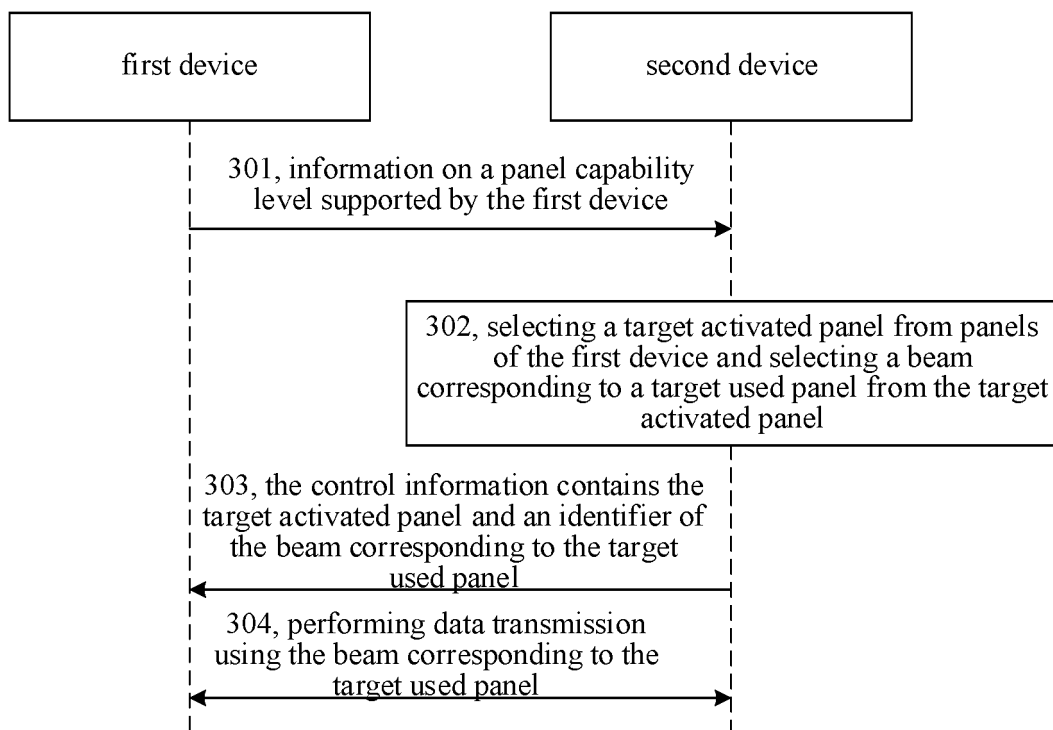 first device
second device
301, information on a panel capability
level supported by the first device
302, selecting a target activated panel from panels
of the first device and selecting a beam
corresponding to a target used panel from the target
activated panel
303, the control information contains the
target activated panel and an identifier of
the beam corresponding to the target
used panel
304, performing data transmission
using the beam corresponding to the
target used panel